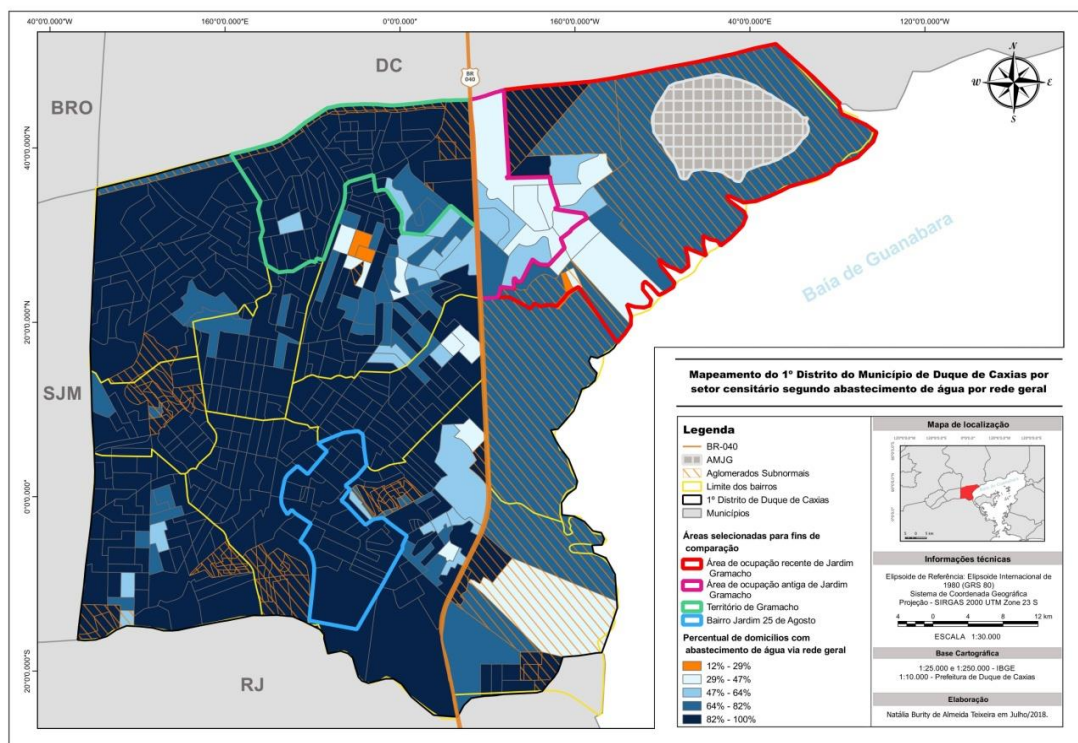 40°0'0.000"W
160°0'0.000"W
0°0'0.000"
160°0'0.000"W
40°0'0.000"W
120°0'0.000"W
BRO
DC
BR
040
N
W
E
S
40°0'0.000"N
20°0'0.000"N
0°0'0.000"
20°0'0.000"S
SJM
RJ
Baia de Guanabara
Mapeamento do 1º Distrito do Município de Duque de Caxias por
setor censitário segundo abastecimento de água por rede geral
Legenda
BR-040
AMJG
Aglomerados Subnormais
Limite dos bairros
1º Distrito de Duque de Caxias
Municípios
Áreas selecionadas para fins de
comparação
Área de ocupação recente de Jardim
Gramacho
Área de ocupação antiga de Jardim
Gramacho
Território de Gramacho
Bairro Jardim 25 de Agosto
Percentual de domicílios com
abastecimento de água via rede geral
12% - 29%
29% - 47%
47% - 64%
64% - 82%
82% - 100%
Mapa de localização
Informações técnicas
Elipsoide de Referência: Elipsoide Internacional de
1980 (GRS 80)
Sistema de Coordenada Geográfica
Projeção - SIRGAS 2000 UTM Zone 23 S
4 0 4 8 12 km
ESCALA 1:30.000
Base Cartográfica
1:25.000 e 1:250.000 - IBGE
1:10.000 - Prefeitura de Duque de Caxias
Elaboração
Natália Burity de Almeida Teixeira em Julho/2018.